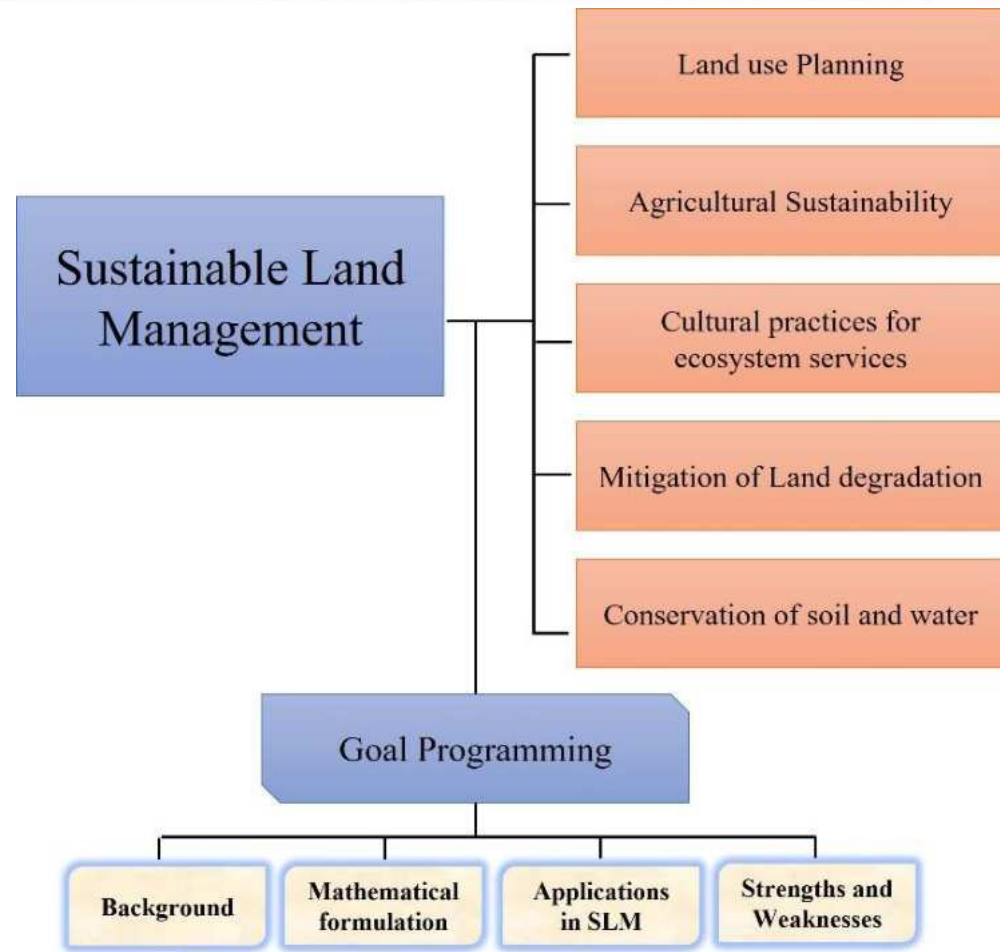 Sustainable Land
Management
Land use Planning
Agricultural Sustainability
Cultural practices for
ecosystem services
Mitigation of Land degradation
Conservation of soil and water
Goal Programming
Background
Mathematical
formulation
Applications
in SLM
Strengths and
Weaknesses